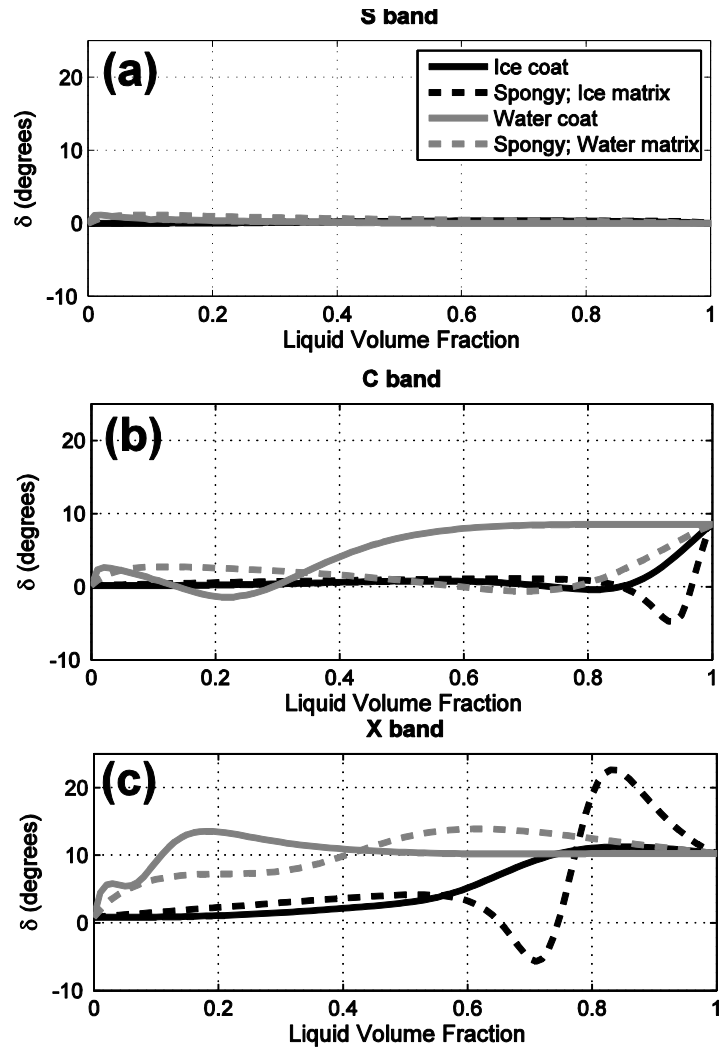 S band
(a)
Ice coat
Spongy; Ice matrix
Water coat
Spongy; Water matrix
20
10
0
-10
δ (degrees)
0 0.2 0.4 0.6 0.8 1
Liquid Volume Fraction
C band
(b)
20
10
0
-10
δ (degrees)
0 0.2 0.4 0.6 0.8 1
Liquid Volume Fraction
X band
(c)
20
10
0
-10
δ (degrees)
0 0.2 0.4 0.6 0.8 1
Liquid Volume Fraction